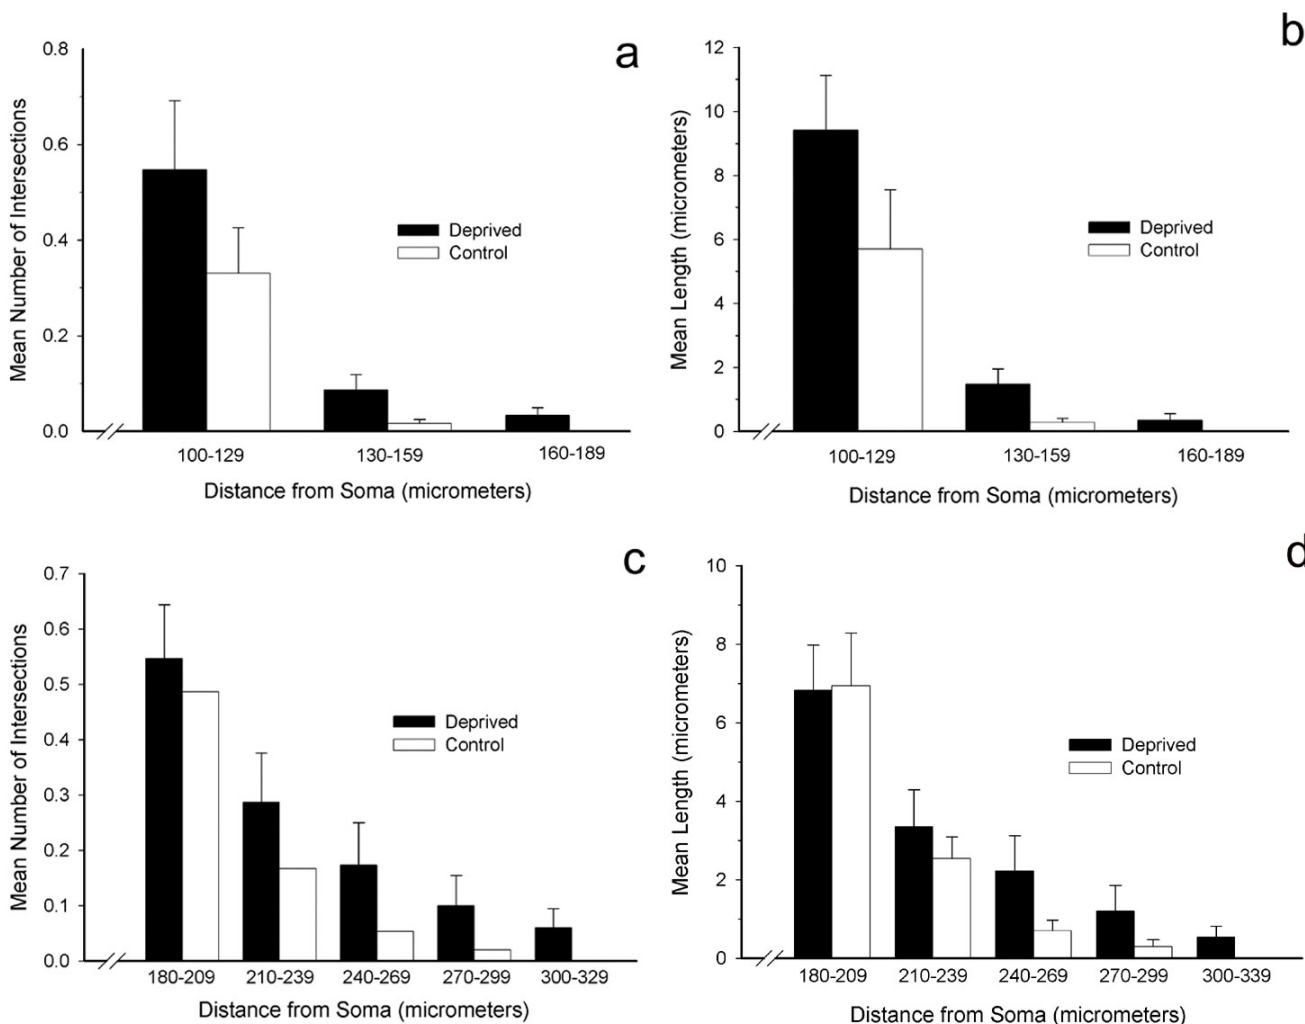 a
Mean Number of Intersections
0.8
0.6
0.4
0.2
0.0
Deprived
Control
100-129
130-159
160-189
Distance from Soma (micrometers)
b
Mean Length (micrometers)
12
10
8
6
4
2
0
Deprived
Control
100-129
130-159
160-189
Distance from Soma (micrometers)
c
Mean Number of Intersections
0.7
0.6
0.5
0.4
0.3
0.2
0.1
0.0
Deprived
Control
180-209
210-239
240-269
270-299
300-329
Distance from Soma (micrometers)
d
Mean Length (micrometers)
10
8
6
4
2
0
Deprived
Control
180-209
210-239
240-269
270-299
300-339
Distance from Soma (micrometers)